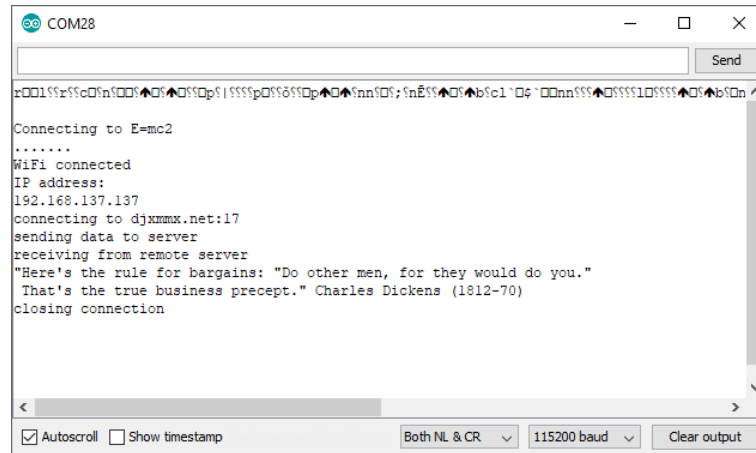 COM28
Send
Connecting to E=mc2
.......
WiFi connected
IP address:
192.168.137.137
connecting to djxmmx.net:17
sending data to server
receiving from remote server
"Here's the rule for bargains: "Do other men, for they would do you."
That's the true business precept." Charles Dickens (1812-70)
closing connection
Autoscroll Show timestamp Both NL & CR 115200 baud Clear output